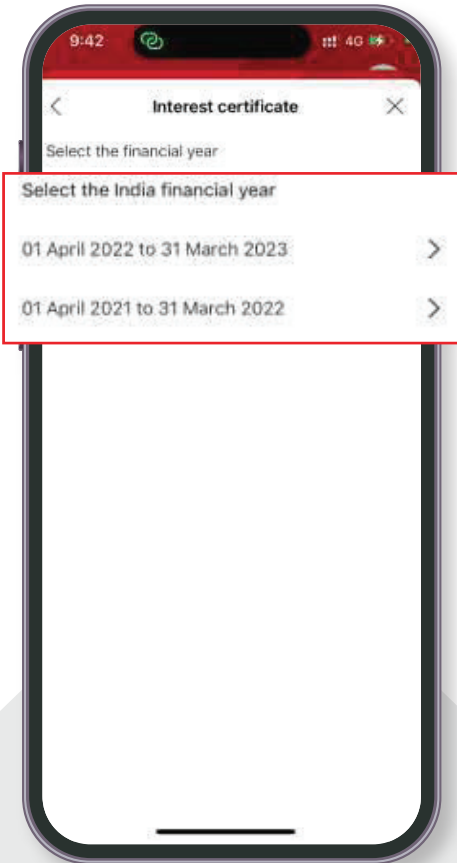 9:42
4G
Interest certificate
Select the financial year
Select the India financial year
01 April 2022 to 31 March 2023
01 April 2021 to 31 March 2022